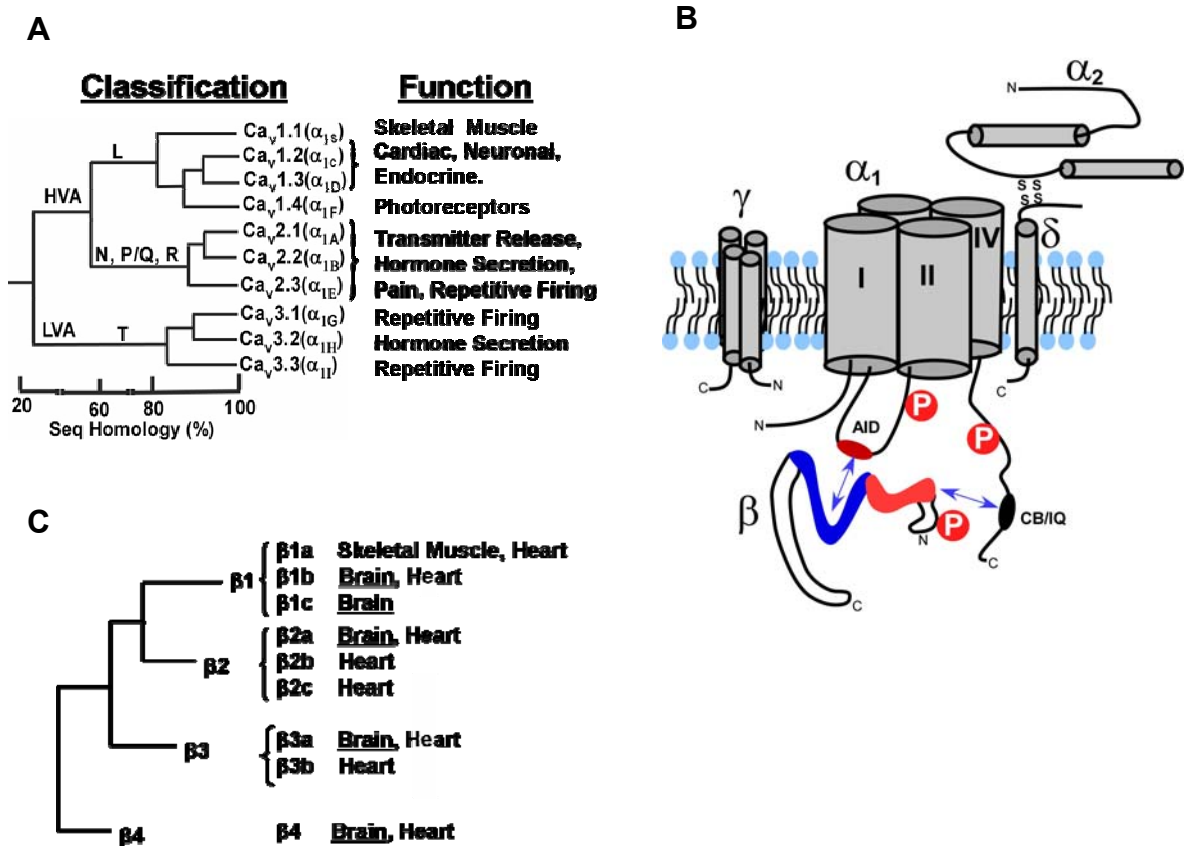 A
Classification Function
HVA
L
N, P/Q, R
LVA
T
Caᵥ1.1(α₁S) Skeletal Muscle
Caᵥ1.2(α₁C) Cardiac, Neuronal,
Caᵥ1.3(α₁D) Endocrine.
Caᵥ1.4(α₁F) Photoreceptors
Caᵥ2.1(α₁A) Transmitter Release,
Caᵥ2.2(α₁B) Hormone Secretion,
Caᵥ2.3(α₁E) Pain, Repetitive Firing
Caᵥ3.1(α₁G) Repetitive Firing
Caᵥ3.2(α₁H) Hormone Secretion
Caᵥ3.3(α₁I) Repetitive Firing
20 60 80 100
Seq Homology (%)
B
α₂
N
S S
S S
α₁
γ
δ
I
II
IV
C
N
C
N
AID
P
P
β
N
P
CB/IQ
C
C
C
β1
β1a Skeletal Muscle, Heart
β1b Brain, Heart
β1c Brain
β2
β2a Brain, Heart
β2b Heart
β2c Heart
β3
β3a Brain, Heart
β3b Heart
β4
β4 Brain, Heart